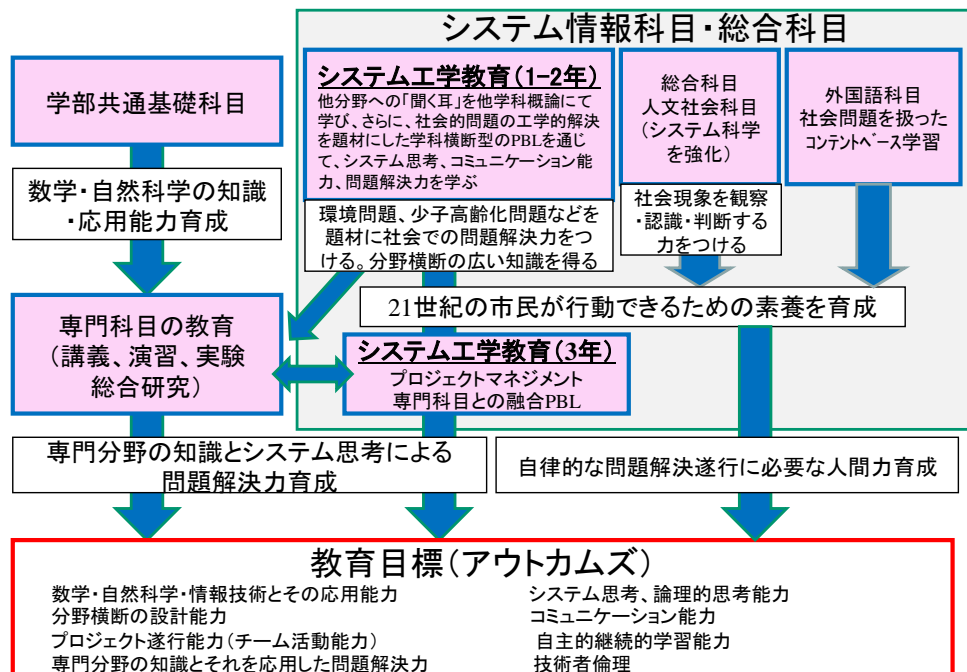 システム情報科目・総合科目
学部共通基礎科目
システム工学教育(1-2年)
他分野への「聞く耳」を他学科概論にて
学び、さらに、社会的問題の工学的解決
を題材にした学科横断型のPBLを通じ
て、システム思考、コミュニケーション能
力、問題解決力を学ぶ
総合科目
人文社会科目
(システム科学
を強化)
外国語科目
社会問題を扱った
コンテントベース学習
数学・自然科学の知識
・応用能力育成
環境問題、少子高齢化問題などを
題材に社会での問題解決力をつ
ける。分野横断の広い知識を得る
社会現象を観察
・認識・判断する
力をつける
21世紀の市民が行動できるための素養を育成
専門科目の教育
(講義、演習、実験
総合研究)
システム工学教育(3年)
プロジェクトマネジメント
専門科目との融合PBL
専門分野の知識とシステム思考による
問題解決力育成
自律的な問題解決遂行に必要な人間力育成
教育目標(アウトカムズ)
数学・自然科学・情報技術とその応用能力
分野横断の設計能力
プロジェクト遂行能力(チーム活動能力)
専門分野の知識とそれを応用した問題解決力
システム思考、論理的思考能力
コミュニケーション能力
自主的継続的学習能力
技術者倫理